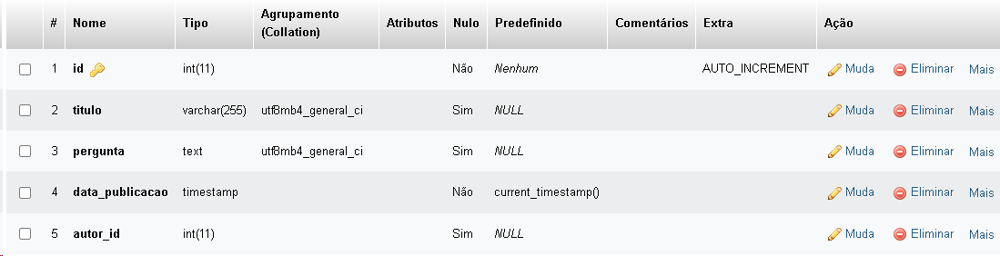 # Nome Tipo Agrupamento (Collation) Atributos Nulo Predefinido Comentários Extra Ação
1 id int(11) Não Nenhum AUTO_INCREMENT Muda Eliminar Mais
2 titulo varchar(255) utf8mb4_general_ci Sim NULL Muda Eliminar Mais
3 pergunta text utf8mb4_general_ci Sim NULL Muda Eliminar Mais
4 data_publicacao timestamp Não current_timestamp() Muda Eliminar Mais
5 autor_id int(11) Sim NULL Muda Eliminar Mais